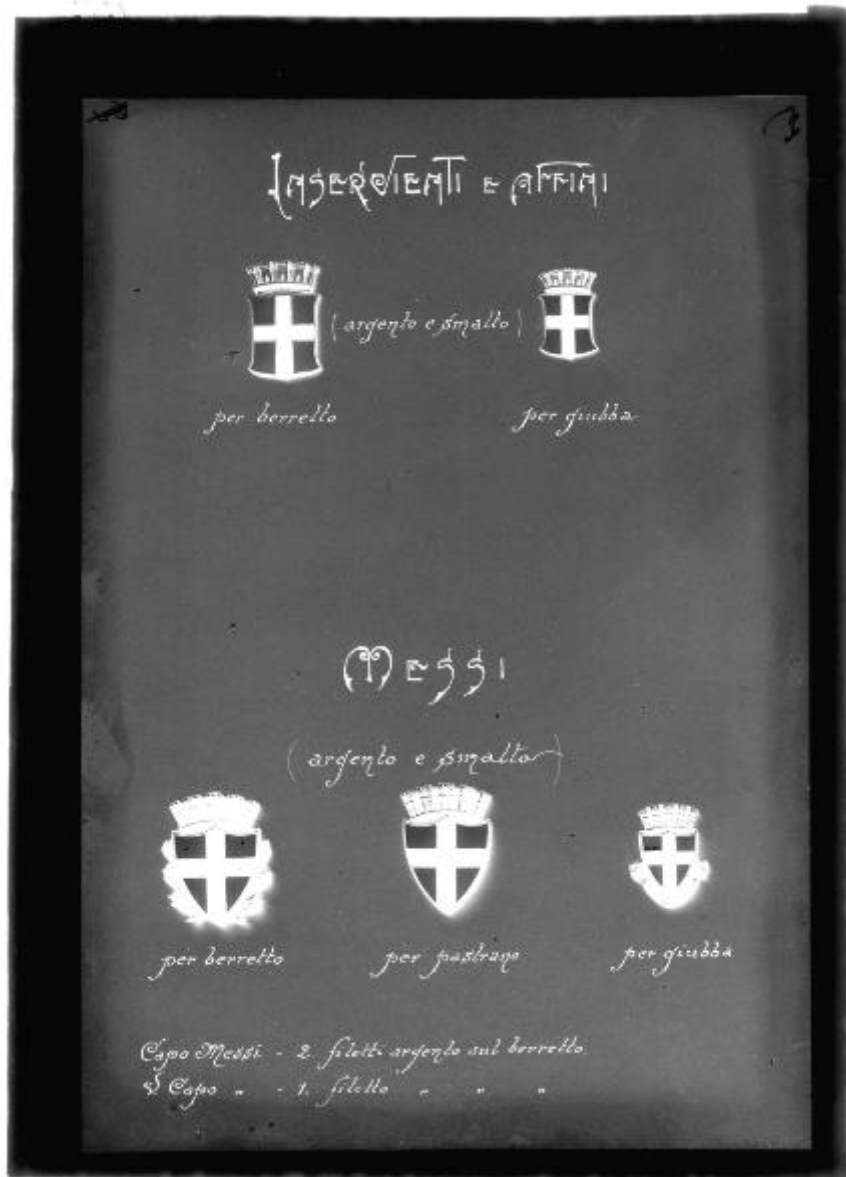 INSERVIENTI E AFFINI
(argento e smalto)
per berretto
per giubba
MESSI
(argento e smalto)
per berretto
per pastrano
per giubba
Capo Messi - 2 filetti argento sul berretto
V Capo " - 1. filetto " " "